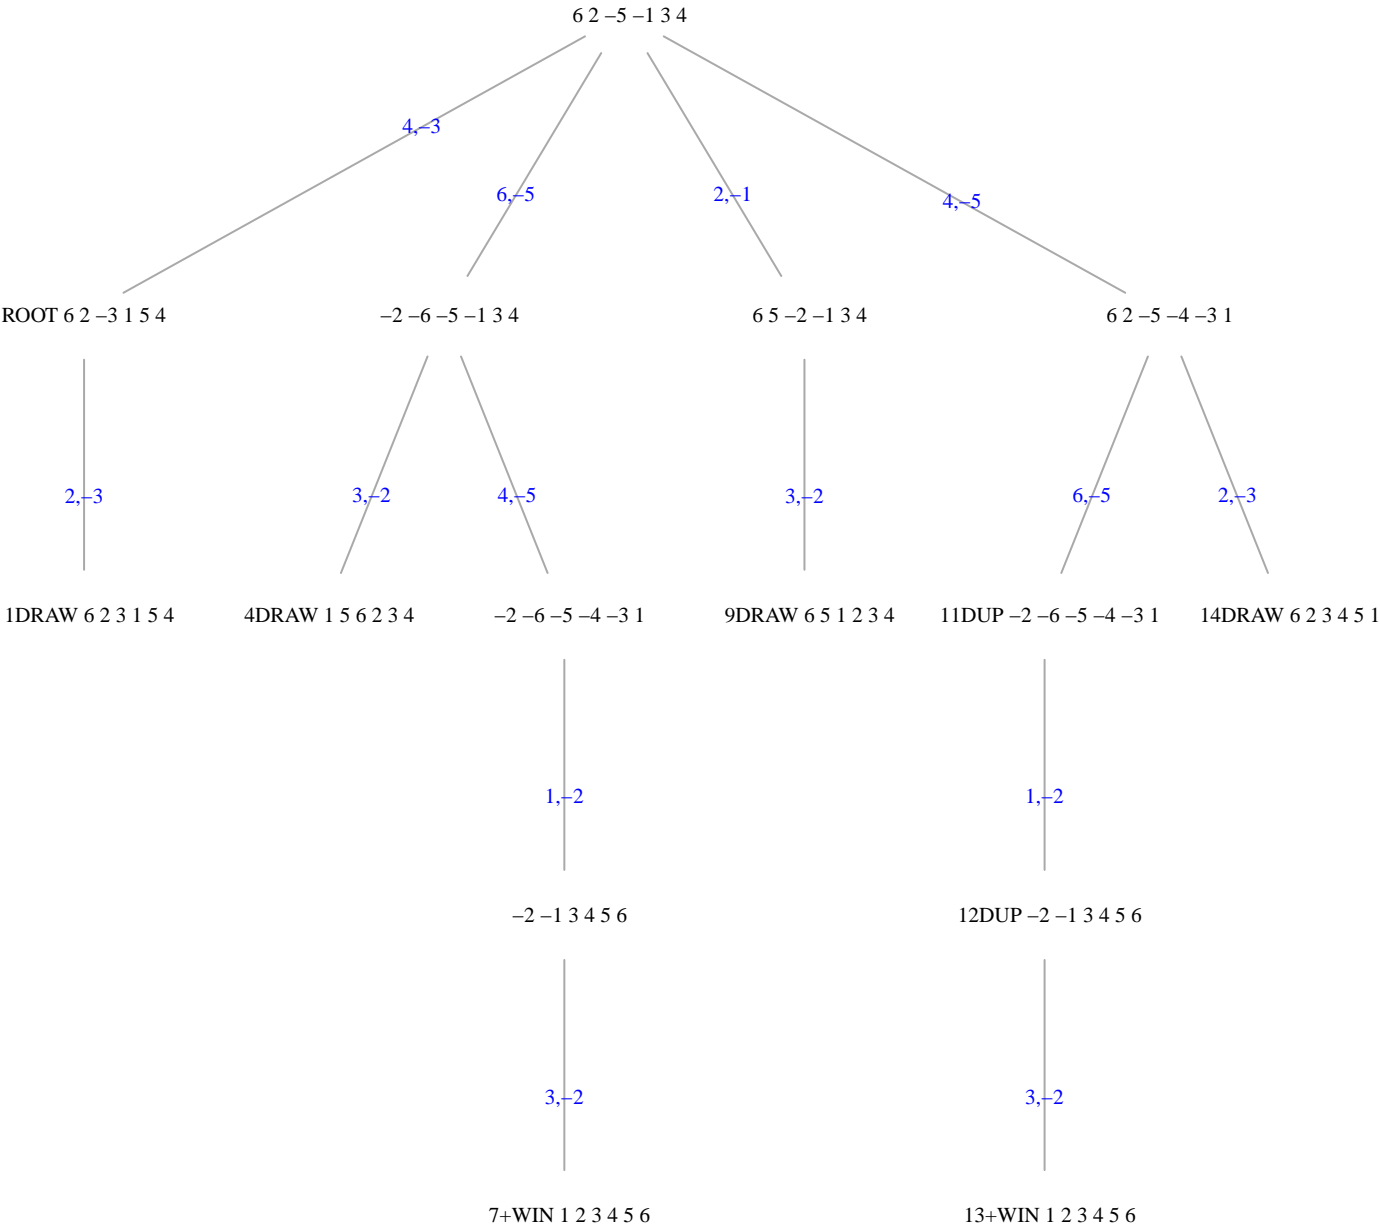 6 2 –5 –1 3 4
4,–3
6,–5
2,–1
4,–5
ROOT 6 2 –3 1 5 4
–2 –6 –5 –1 3 4
6 5 –2 –1 3 4
6 2 –5 –4 –3 1
2,–3
3,–2
4,–5
3,–2
6,–5
2,–3
1DRAW 6 2 3 1 5 4
4DRAW 1 5 6 2 3 4
–2 –6 –5 –4 –3 1
9DRAW 6 5 1 2 3 4
11DUP –2 –6 –5 –4 –3 1
14DRAW 6 2 3 4 5 1
1,–2
1,–2
–2 –1 3 4 5 6
12DUP –2 –1 3 4 5 6
3,–2
3,–2
7+WIN 1 2 3 4 5 6
13+WIN 1 2 3 4 5 6